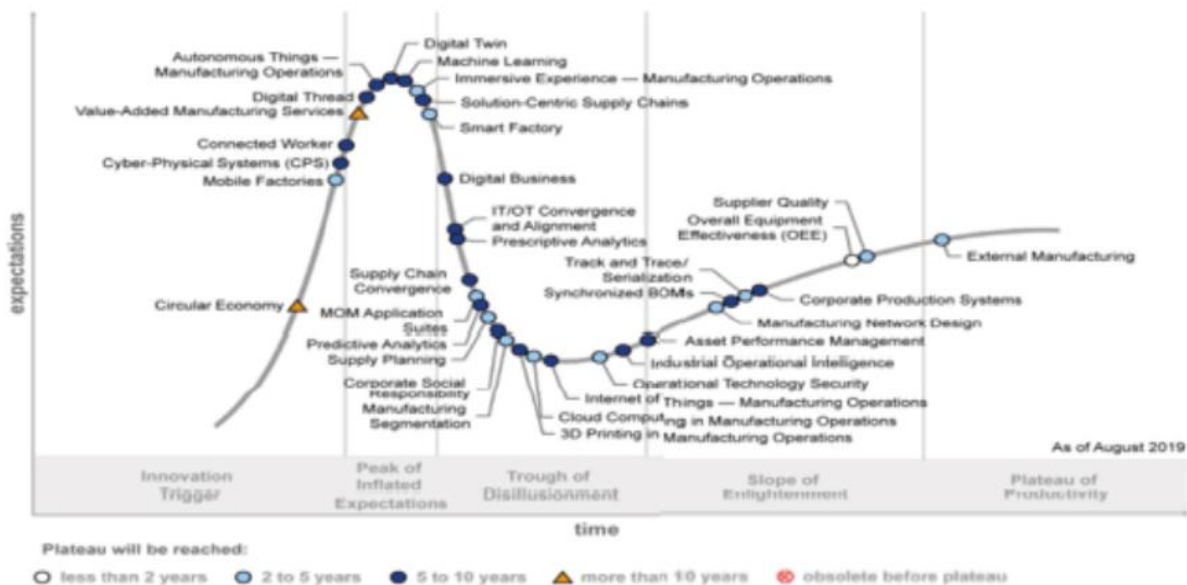 Digital Twin
Autonomous Things —
Manufacturing Operations
Machine Learning
Immersive Experience — Manufacturing Operations
Digital Thread
Solution-Centric Supply Chains
Value-Added Manufacturing Services
Smart Factory
Connected Worker
Cyber-Physical Systems (CPS)
Mobile Factories
Digital Business
IT/OT Convergence
and Alignment
Prescriptive Analytics
Supplier Quality
Overall Equipment
Effectiveness (OEE)
External Manufacturing
Track and Trace/
Serialization
Supply Chain
Convergence
Synchronized BOMs
Corporate Production Systems
Circular Economy
MOM Application
Suites
Manufacturing Network Design
Predictive Analytics
Asset Performance Management
Supply Planning
Industrial Operational Intelligence
Corporate Social
Responsibility
Operational Technology Security
Internet of Things — Manufacturing Operations
Manufacturing
Segmentation
Cloud Computing in Manufacturing Operations
3D Printing in Manufacturing Operations
As of August 2019
expectations
Innovation
Trigger
Peak of
Inflated
Expectations
Trough of
Disillusionment
Slope of
Enlightenment
Plateau of
Productivity
time
Plateau will be reached:
less than 2 years
2 to 5 years
5 to 10 years
more than 10 years
obsolete before plateau